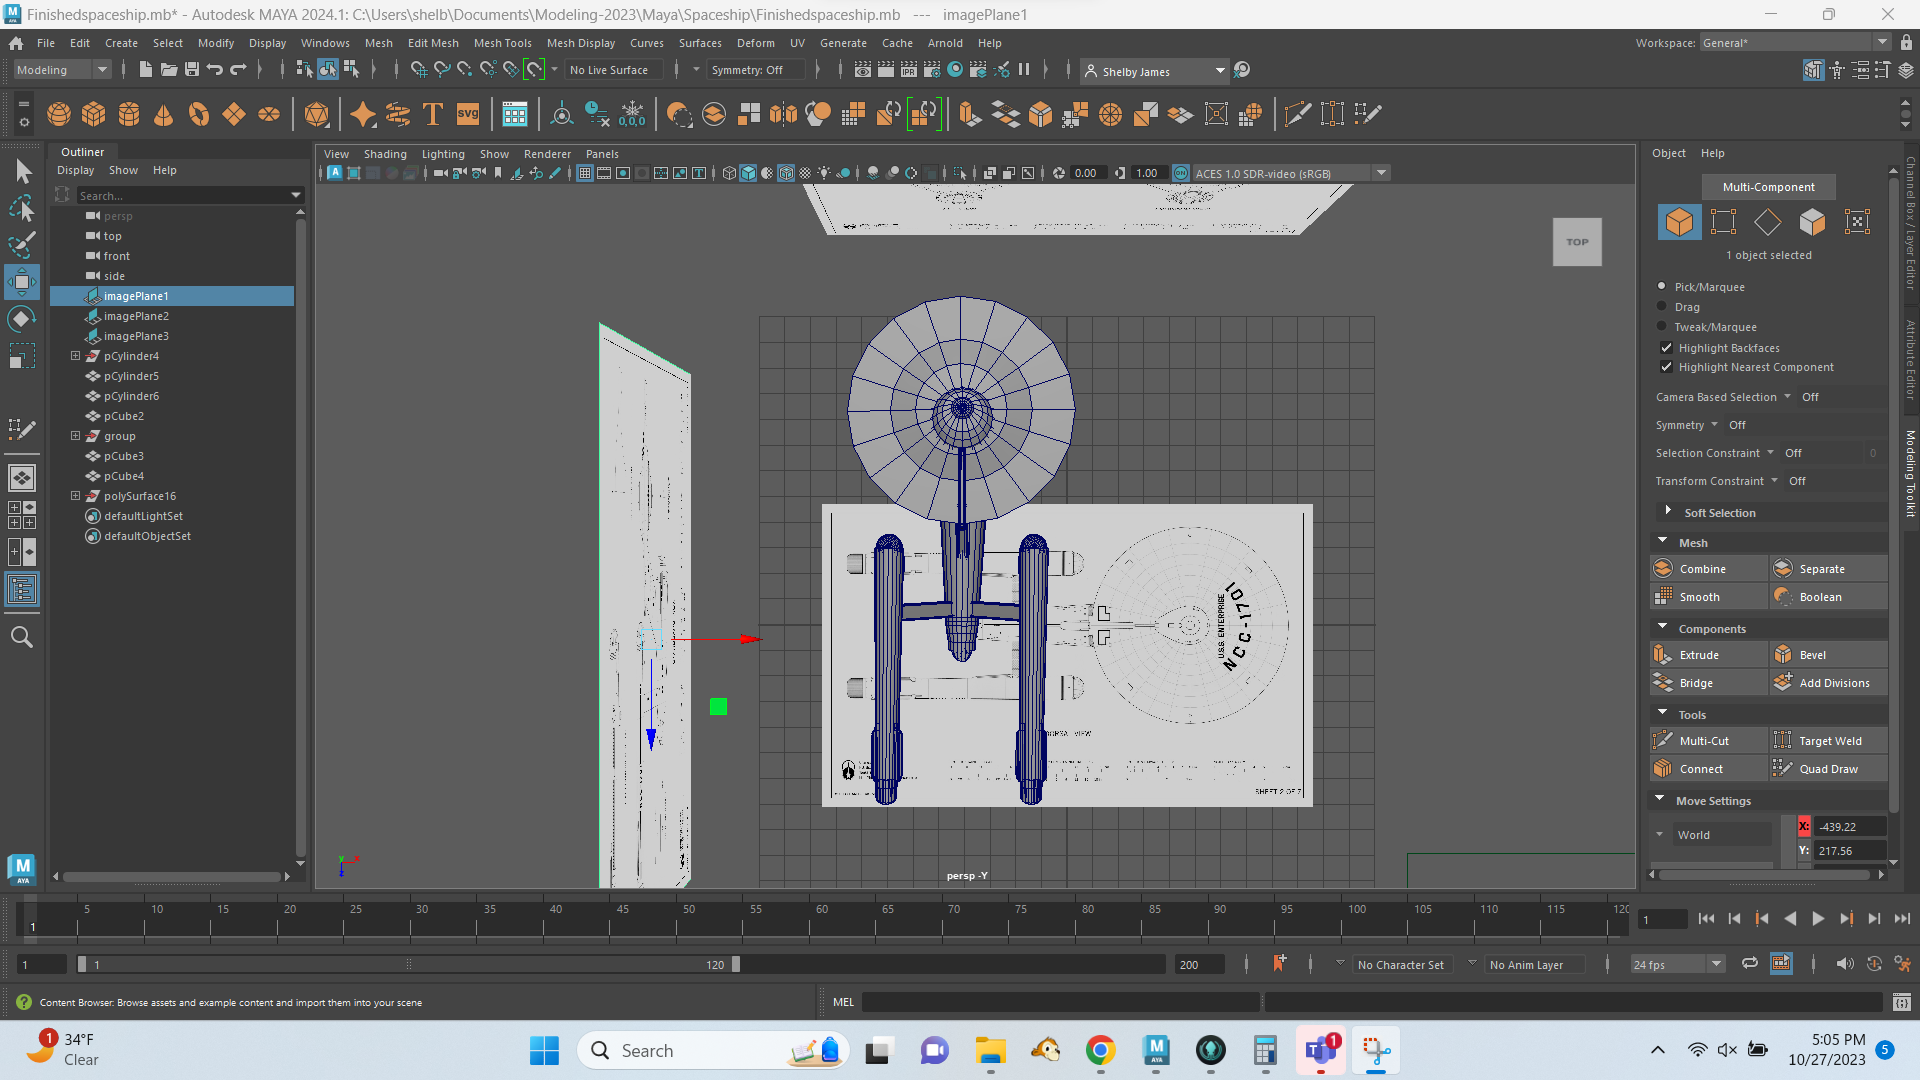 Finishedspaceship.mb* - Autodesk MAYA 2024.1: C:\Users\shelb\Documents\Modeling-2023\Maya\Spaceship\Finishedspaceship.mb --- imagePlane1
File Edit Create Select Modify Display Windows Mesh Edit Mesh Mesh Tools Mesh Display Curves Surfaces Deform UV Generate Cache Arnold Help
Workspace: General*
Modeling
No Live Surface
Symmetry: Off
IPR
Shelby James
T
svg
0,0,0
Outliner
Display Show Help
Search...
persp
top
front
side
imagePlane1
imagePlane2
imagePlane3
pCylinder4
pCylinder5
pCylinder6
pCube2
group
pCube3
pCube4
polySurface16
defaultLightSet
defaultObjectSet
View Shading Lighting Show Renderer Panels
0.00
1.00
ON
ACES 1.0 SDR-video (sRGB)
TOP
U.S.S. ENTERPRISE
NCC-1701
SHEET 2 OF 7
persp -Y
Object Help
Multi-Component
1 object selected
Pick/Marquee
Drag
Tweak/Marquee
Highlight Backfaces
Highlight Nearest Component
Camera Based Selection Off
Symmetry Off
Selection Constraint Off 0
Transform Constraint Off
Soft Selection
Mesh
Combine Separate
Smooth Boolean
Components
Extrude Bevel
Bridge Add Divisions
Tools
Multi-Cut Target Weld
Connect Quad Draw
Move Settings
World
X: -439.22
Y: 217.56
Channel Box / Layer Editor
Attribute Editor
Modeling Toolkit
5 10 15 20 25 30 35 40 45 50 55 60 65 70 75 80 85 90 95 100 105 110 115 120
1
1
1 1 120 200
No Character Set
No Anim Layer
24 fps
Content Browser: Browse assets and example content and import them into your scene
MEL
1
34°F
Clear
Search
MAYA
1
5:05 PM
10/27/2023
5